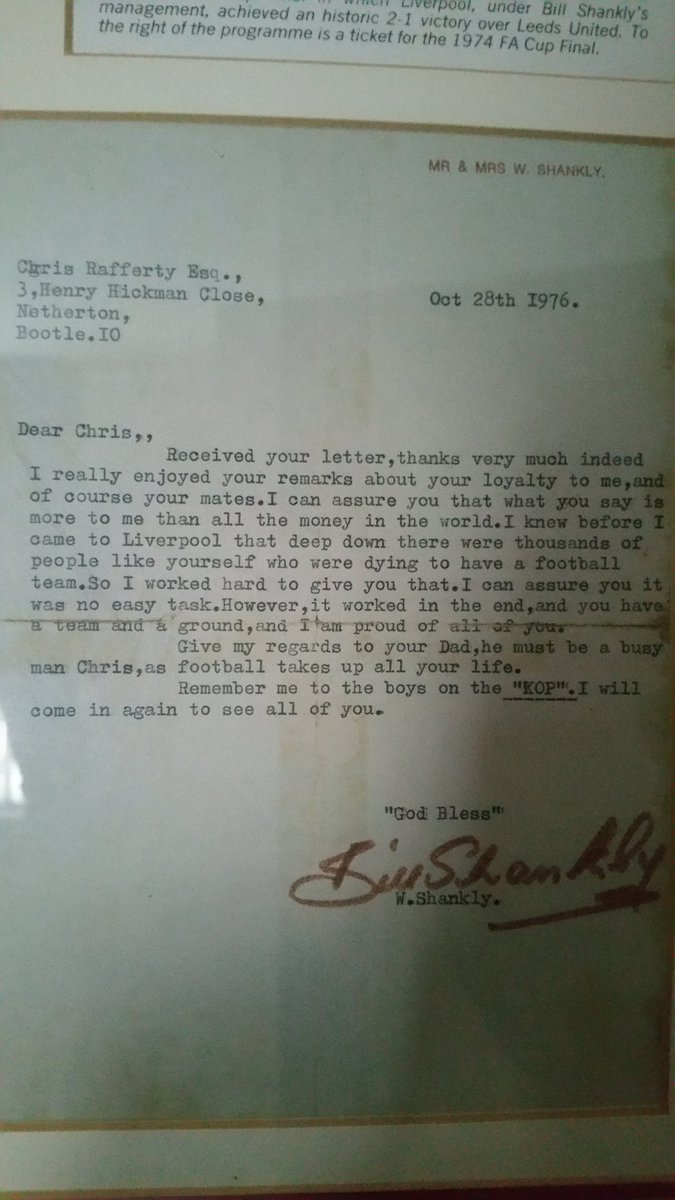 management, achieved an historic 2-1 victory over Leeds United. To
the right of the programme is a ticket for the 1974 FA Cup Final.
MR & MRS W. SHANKLY.
Chris Rafferty Esq.,
3,Henry Hickman Close,
Netherton,
Bootle.IO
Oct 28th I976.
Dear Chris,,
Received your letter,thanks very much indeed
I really enjoyed your remarks about your loyalty to me,and
of course your mates.I can assure you that what you say is
more to me than all the money in the world.I knew before I
came to Liverpool that deep down there were thousands of
people like yourself who were dying to have a football
team.So I worked hard to give you that.I can assure you it
was no easy task.However,it worked in the end,and you have
a team and a ground,and I am proud of all of you.
Give my regards to your Dad,he must be a busy
man Chris,as football takes up all your life.
Remember me to the boys on the "KOP".I will
come in again to see all of you.
"God Bless"
Bill Shankly
W.Shankly.